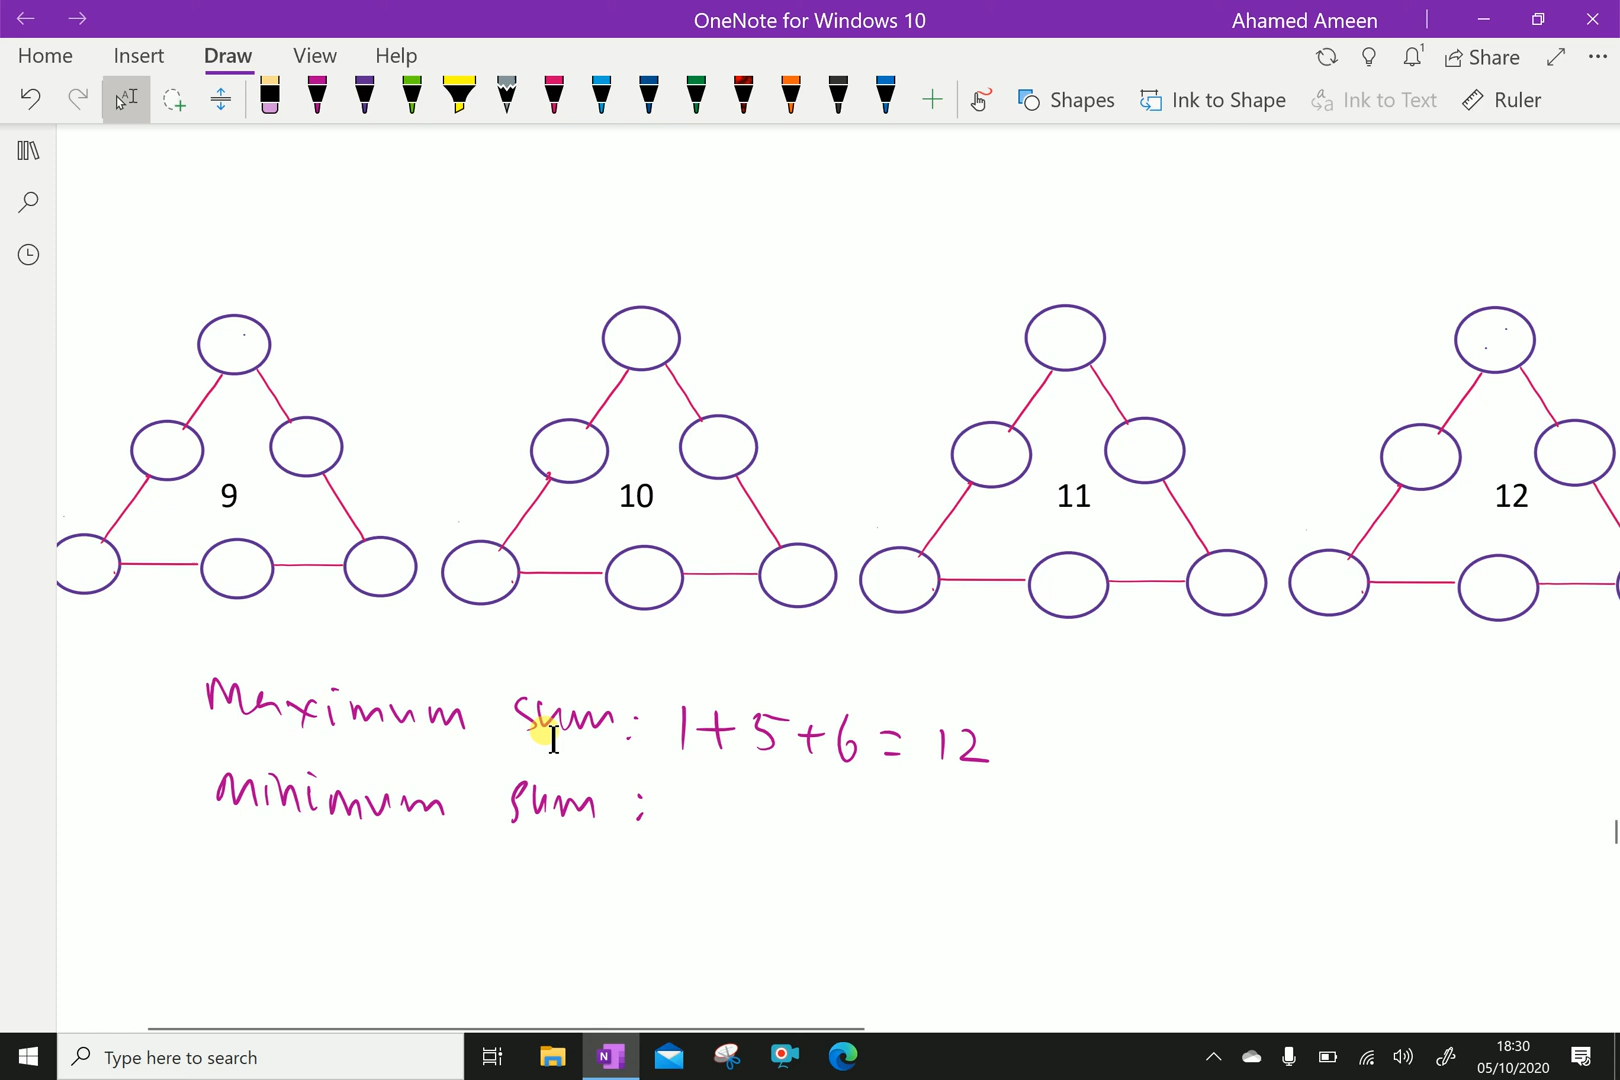 OneNote for Windows 10
Ahamed Ameen
Home Insert Draw View Help
1
Share
Shapes
Ink to Shape
Ink to Text
Ruler
9
10
11
12
Maximum sum: 1+5+6 = 12
Minimum sum :
Type here to search
18:30
05/10/2020